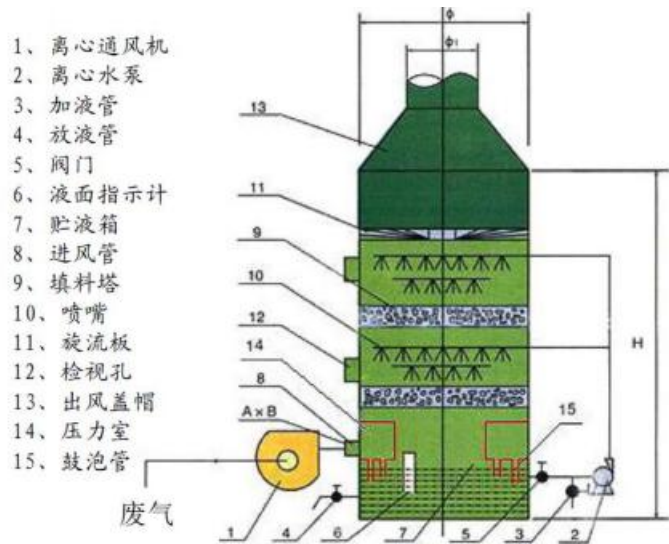 1、离心通风机
2、离心水泵
3、加液管
4、放液管
5、阀门
6、液面指示计
7、贮液箱
8、进风管
9、填料塔
10、喷嘴
11、旋流板
12、检视孔
13、出风盖帽
14、压力室
15、鼓泡管
废气
φ
φ1
13
11
9
10
12
14
8
A×B
15
H
1
4
6
7
5
3
2